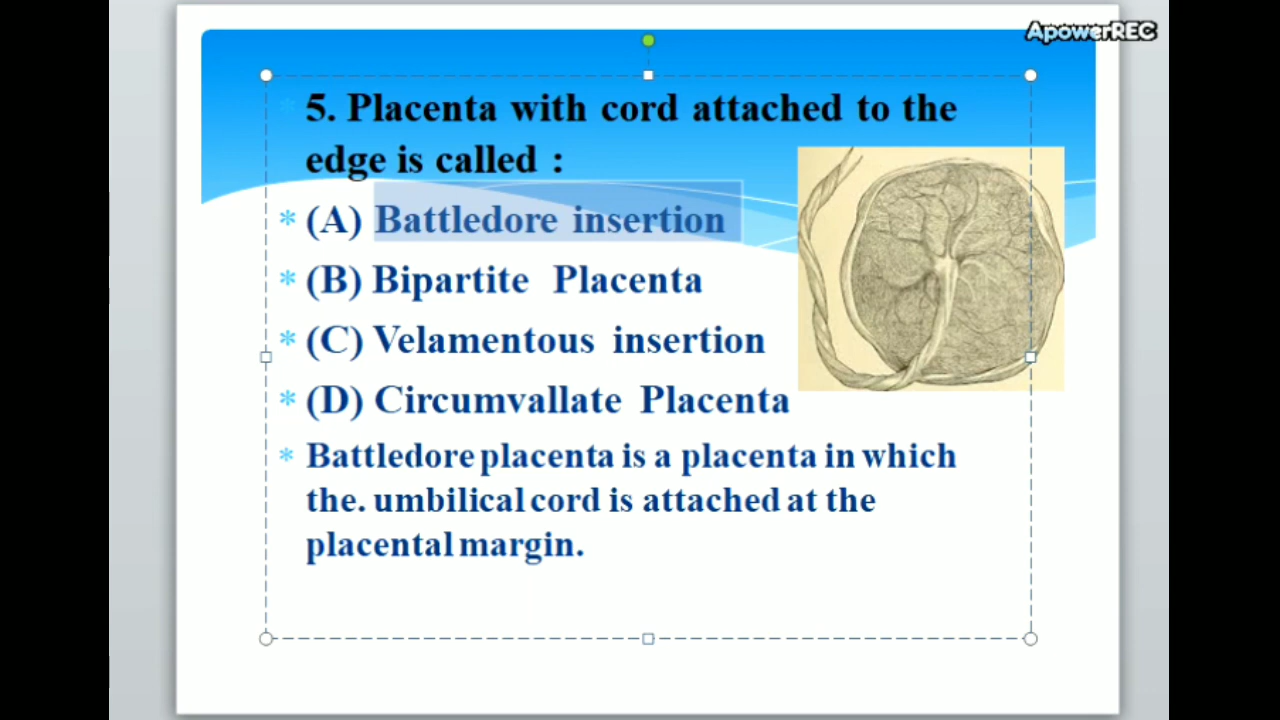 ApowerREC
5. Placenta with cord attached to the
edge is called :
* (A) Battledore insertion
* (B) Bipartite Placenta
* (C) Velamentous insertion
* (D) Circumvallate Placenta
* Battledore placenta is a placenta in which
the. umbilical cord is attached at the
placental margin.